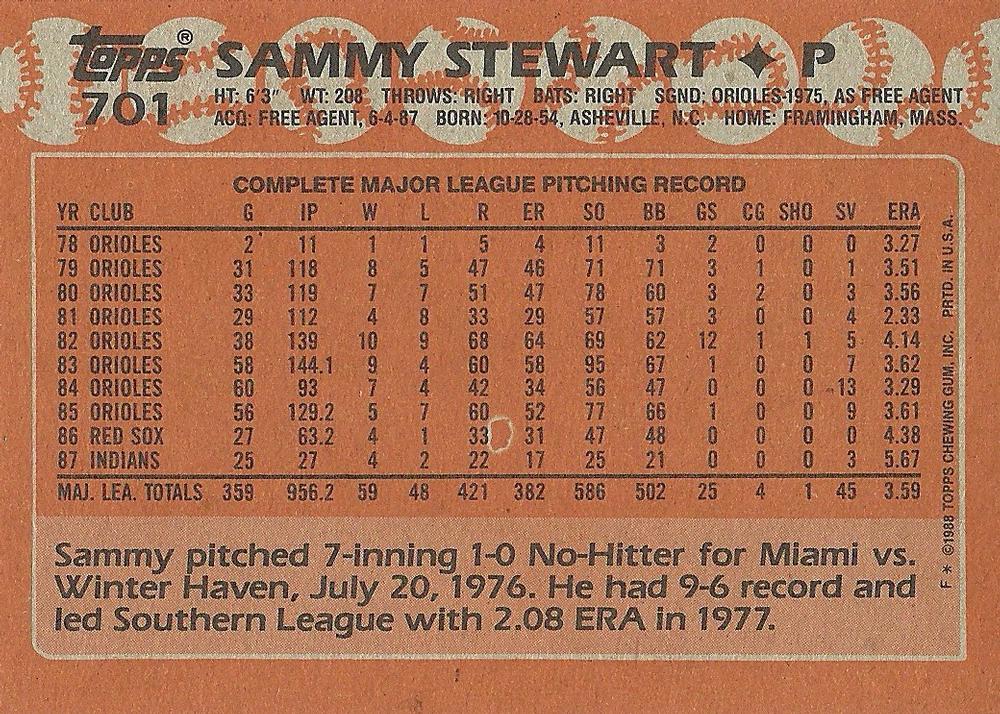 Topps® SAMMY STEWART ✦ P
701 HT: 6'3" WT: 208 THROWS: RIGHT BATS: RIGHT SGND: ORIOLES-1975, AS FREE AGENT
ACQ: FREE AGENT, 6-4-87 BORN: 10-28-54, ASHEVILLE, N.C. HOME: FRAMINGHAM, MASS.
COMPLETE MAJOR LEAGUE PITCHING RECORD
YR CLUB G IP W L R ER SO BB GS CG SHO SV ERA
78 ORIOLES 2 11 1 1 5 4 11 3 2 0 0 0 3.27
79 ORIOLES 31 118 8 5 47 46 71 71 3 1 0 1 3.51
80 ORIOLES 33 119 7 7 51 47 78 60 3 2 0 3 3.56
81 ORIOLES 29 112 4 8 33 29 57 57 3 0 0 4 2.33
82 ORIOLES 38 139 10 9 68 64 69 62 12 1 1 5 4.14
83 ORIOLES 58 144.1 9 4 60 58 95 67 1 0 0 7 3.62
84 ORIOLES 60 93 7 4 42 34 56 47 0 0 0 13 3.29
85 ORIOLES 56 129.2 5 7 60 52 77 66 1 0 0 9 3.61
86 RED SOX 27 63.2 4 1 33 31 47 48 0 0 0 0 4.38
87 INDIANS 25 27 4 2 22 17 25 21 0 0 0 3 5.67
MAJ. LEA. TOTALS 359 956.2 59 48 421 382 586 502 25 4 1 45 3.59
Sammy pitched 7-inning 1-0 No-Hitter for Miami vs.
Winter Haven, July 20, 1976. He had 9-6 record and
led Southern League with 2.08 ERA in 1977.
F * ©1988 TOPPS CHEWING GUM, INC. PRTD. IN U.S.A.